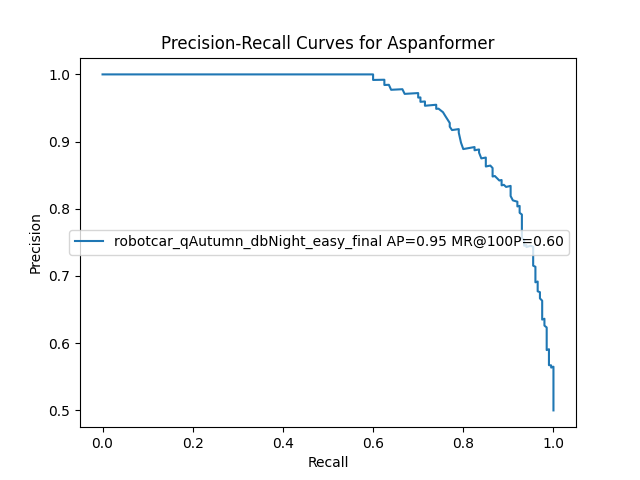 Precision-Recall Curves for Aspanformer
1.0
0.9
0.8
0.7
0.6
0.5
Precision
robotcar_qAutumn_dbNight_easy_final AP=0.95 MR@100P=0.60
0.0 0.2 0.4 0.6 0.8 1.0
Recall